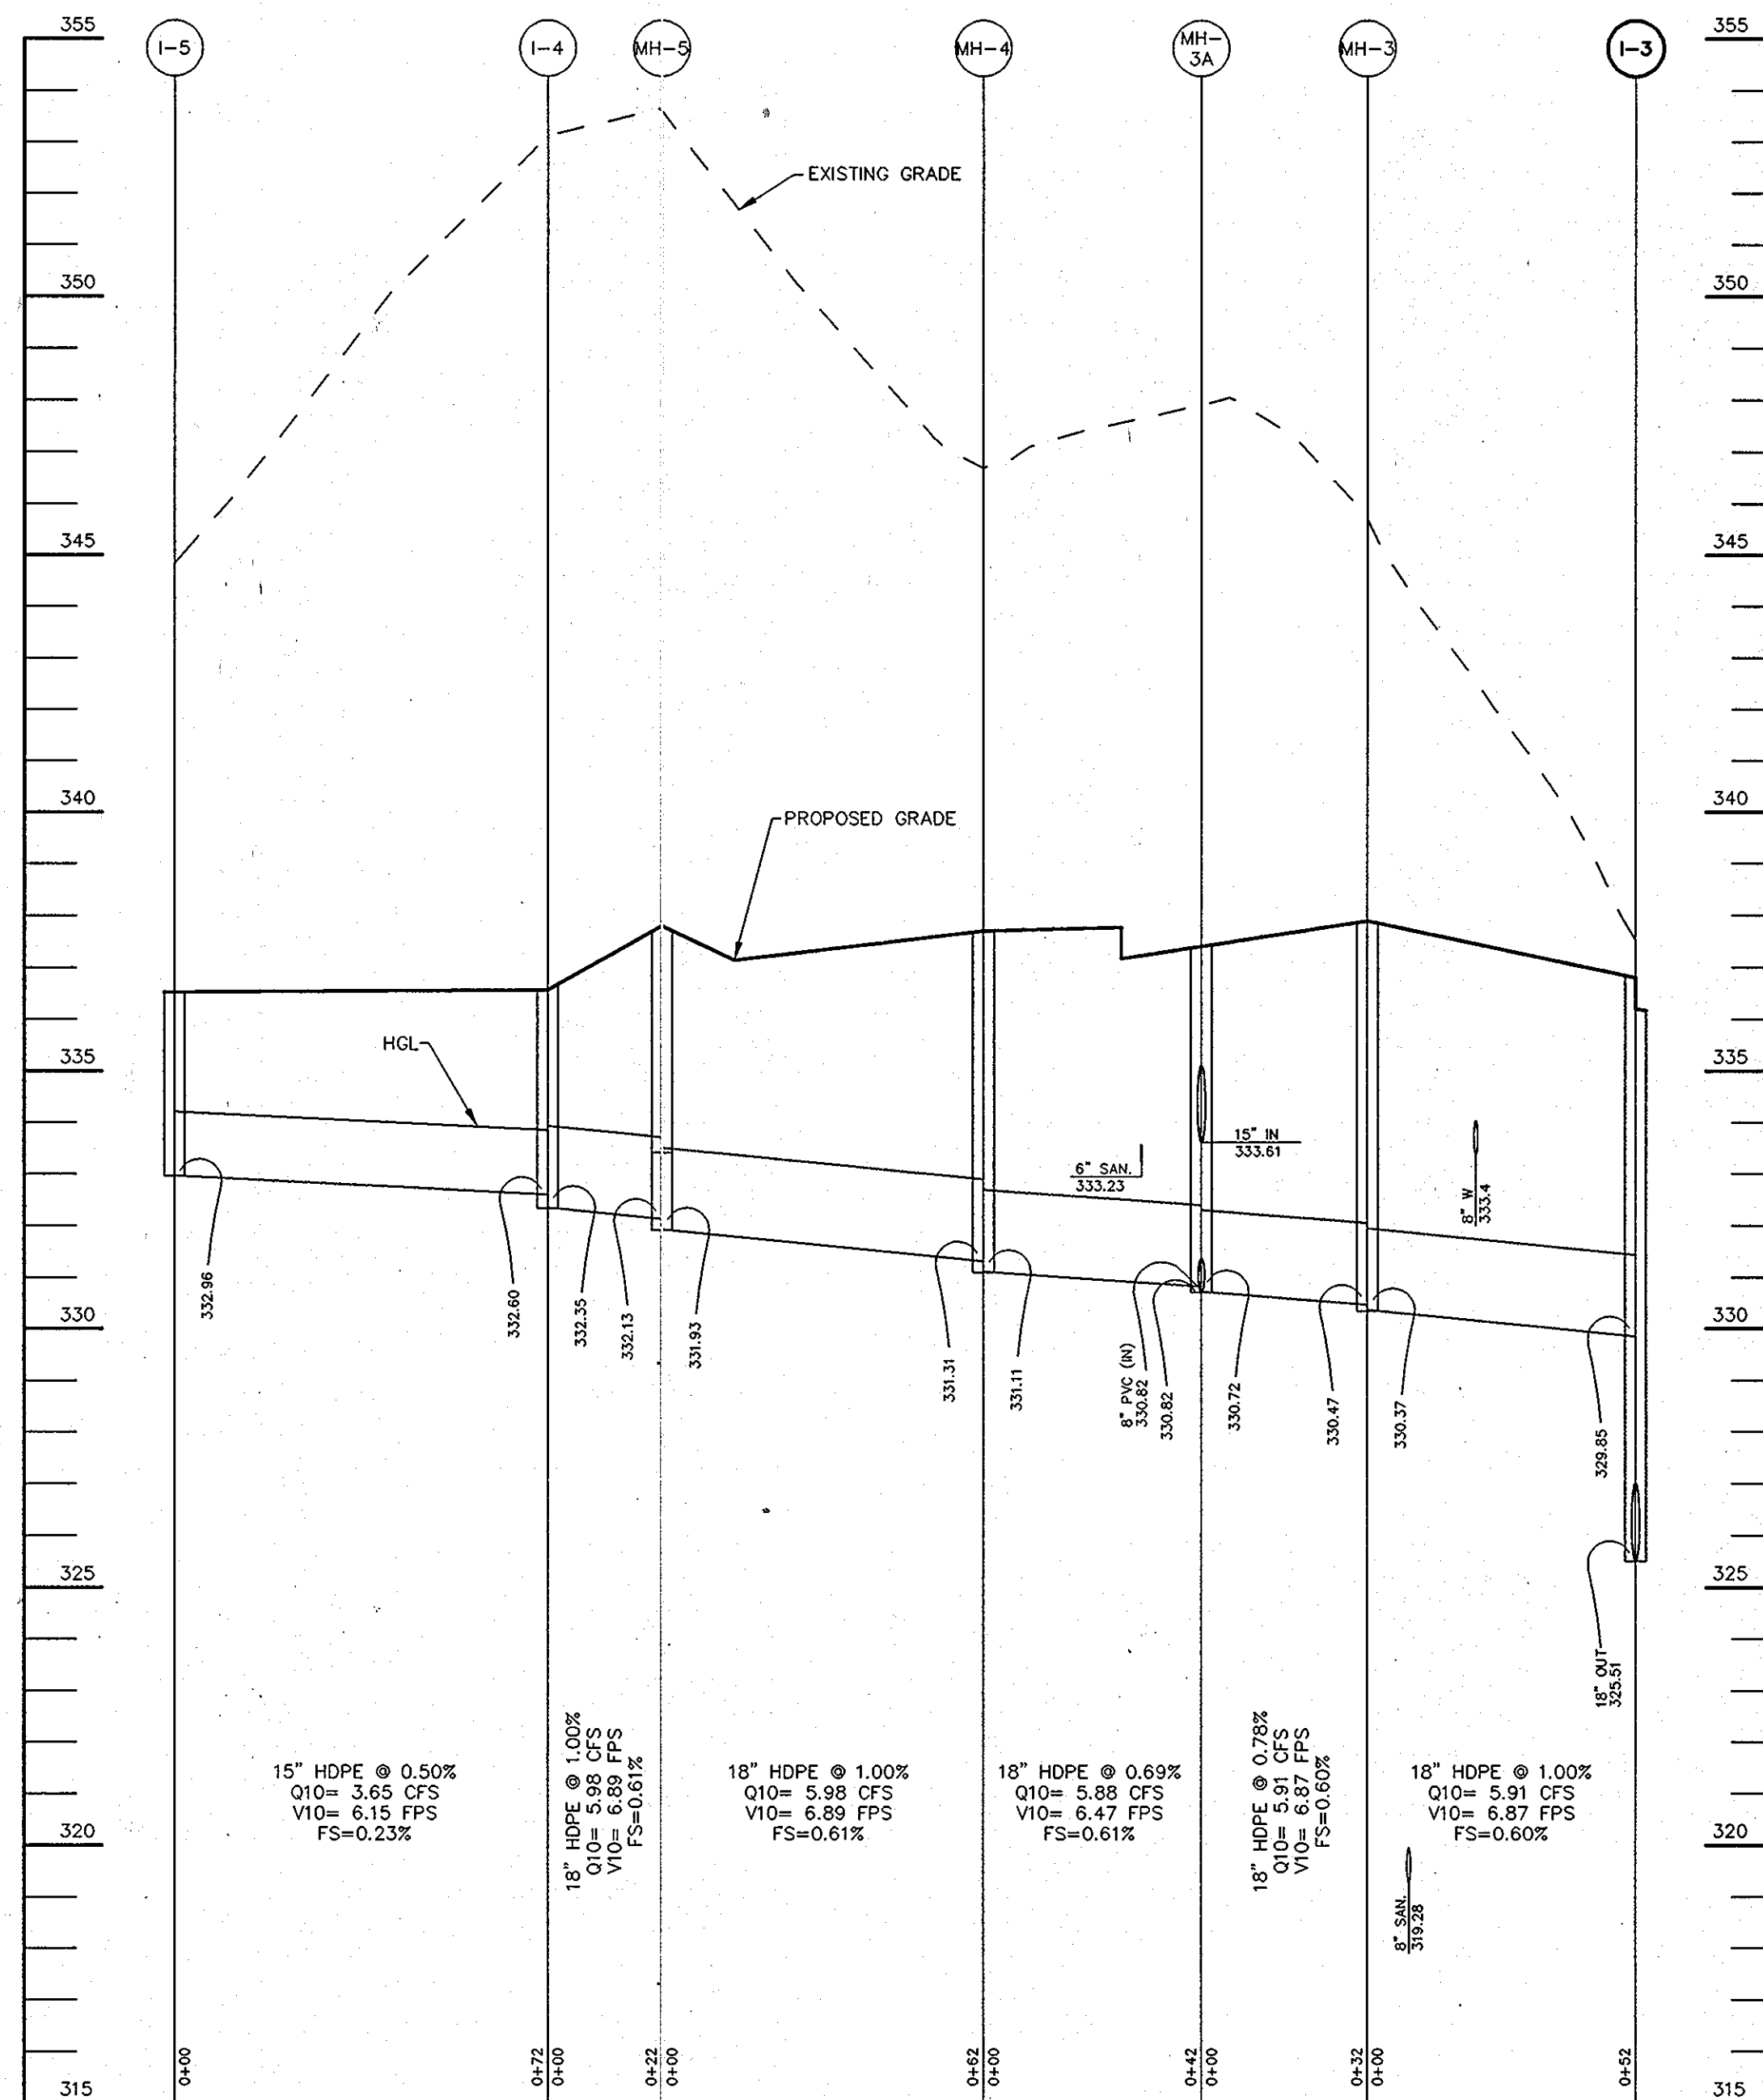 355
355
I-5
I-4
MH-5
MH-4
MH-
3A
MH-3
I-3
EXISTING GRADE
350
350
345
345
340
340
PROPOSED GRADE
335
335
HGL
15" IN
333.61
6" SAN.
333.23
8" W
333.4
330
330
332.96
332.60
332.35
332.13
331.93
331.31
331.11
8" PVC (IN)
330.82
330.82
330.72
330.47
330.37
329.85
325
325
18" OUT
325.51
15" HDPE @ 0.50%
Q10= 3.65 CFS
V10= 6.15 FPS
FS=0.23%
18" HDPE @ 1.00%
Q10= 5.98 CFS
V10= 6.89 FPS
FS=0.61%
18" HDPE @ 1.00%
Q10= 5.98 CFS
V10= 6.89 FPS
FS=0.61%
18" HDPE @ 0.69%
Q10= 5.88 CFS
V10= 6.47 FPS
FS=0.61%
18" HDPE @ 0.78%
Q10= 5.91 CFS
V10= 6.87 FPS
FS=0.60%
18" HDPE @ 1.00%
Q10= 5.91 CFS
V10= 6.87 FPS
FS=0.60%
320
320
8" SAN.
319.28
0+00
0+72
0+00
0+22
0+00
0+62
0+00
0+42
0+00
0+32
0+00
0+52
315
315